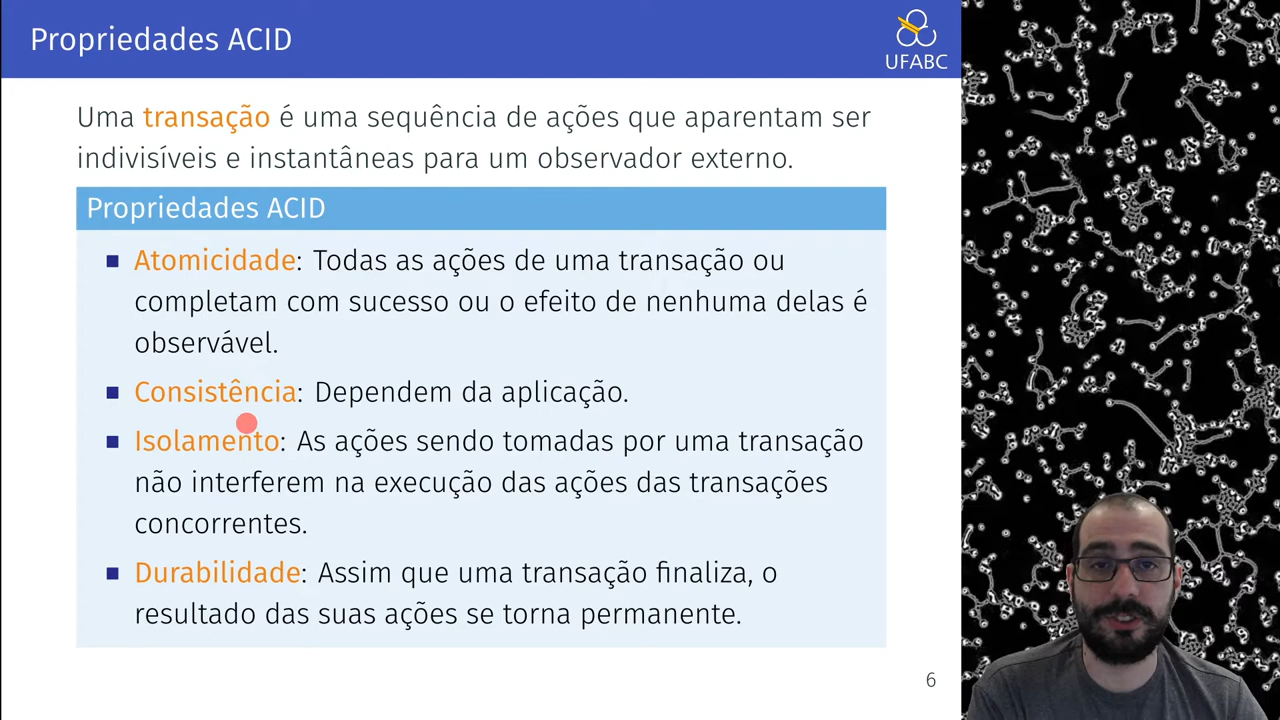 Propriedades ACID
UFABC
Uma transação é uma sequência de ações que aparentam ser
indivisíveis e instantâneas para um observador externo.
Propriedades ACID
Atomicidade: Todas as ações de uma transação ou
completam com sucesso ou o efeito de nenhuma delas é
observável.
Consistência: Dependem da aplicação.
Isolamento: As ações sendo tomadas por uma transação
não interferem na execução das ações das transações
concorrentes.
Durabilidade: Assim que uma transação finaliza, o
resultado das suas ações se torna permanente.
6